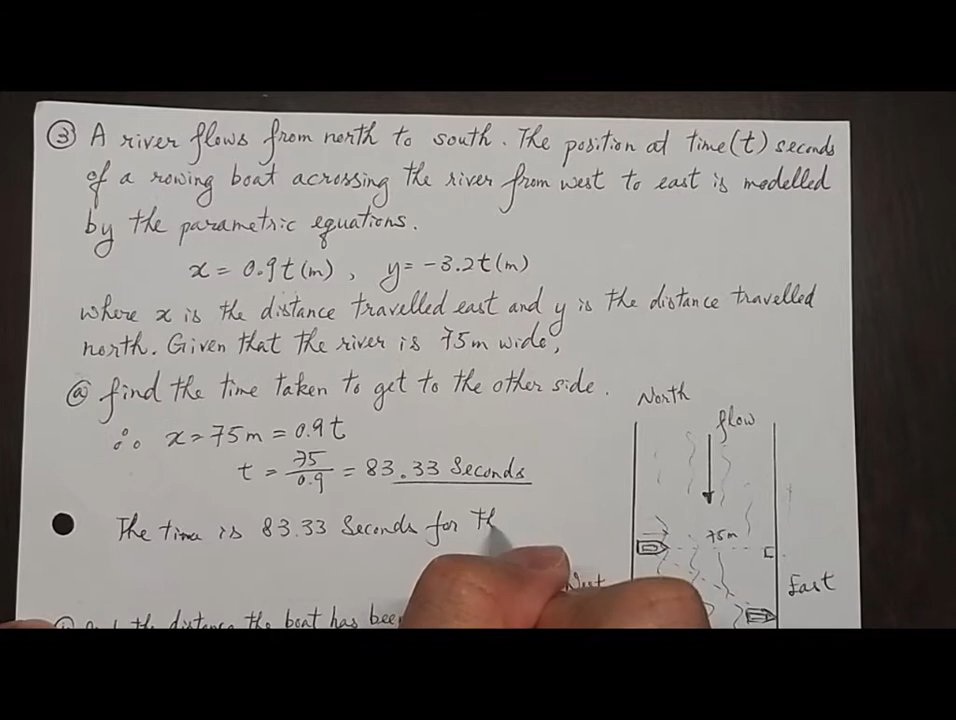 ③ A river flows from north to south. The position at time(t) seconds
of a rowing boat acrossing the river from west to east is modelled
by the parametric equations.
x = 0.9t(m), y = -3.2t(m)
where x is the distance travelled east and y is the distance travelled
north. Given that the river is 75m wide,
ⓐ find the time taken to get to the other side.
∴ x = 75m = 0.9t
t = 75/0.9 = 83.33 Seconds
The time is 83.33 Seconds for th
the distance the boat has been
North
flow
75m
West
East